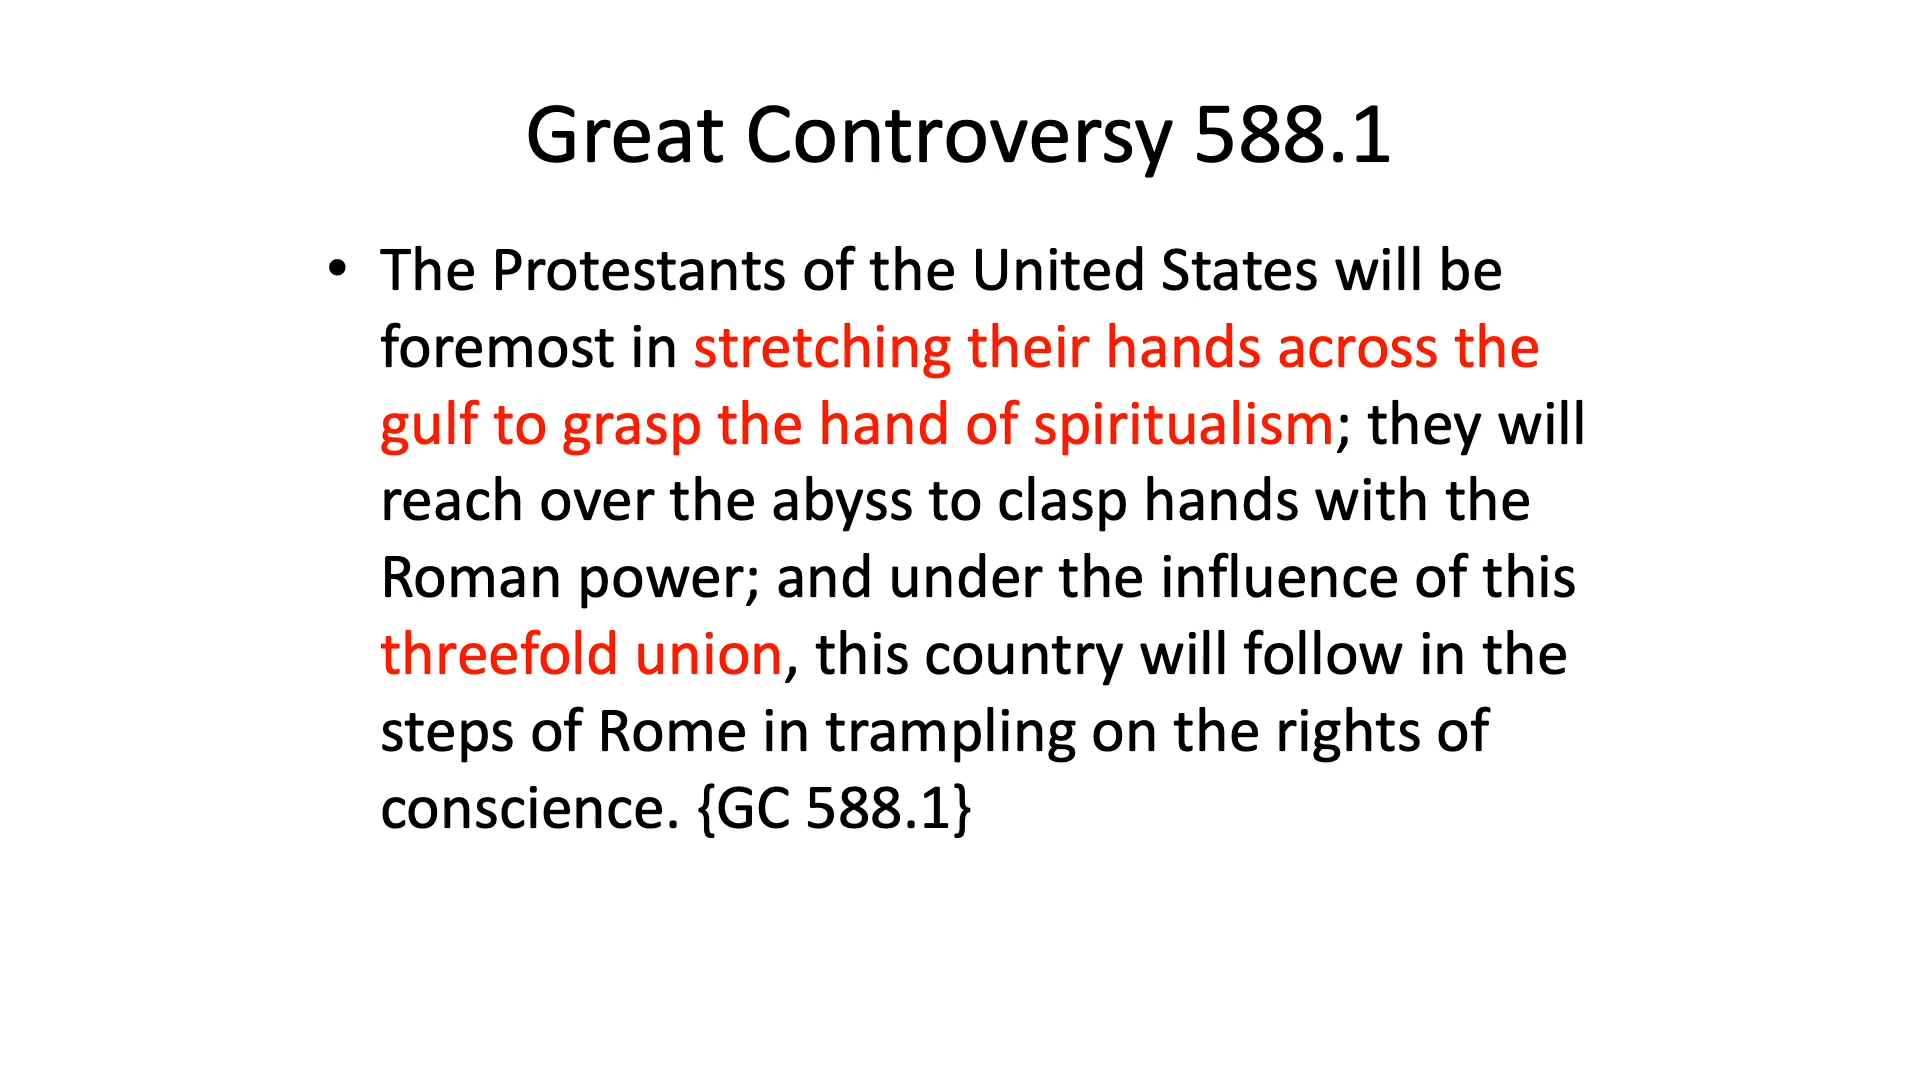 Great Controversy 588.1
• The Protestants of the United States will be
foremost in stretching their hands across the
gulf to grasp the hand of spiritualism; they will
reach over the abyss to clasp hands with the
Roman power; and under the influence of this
threefold union, this country will follow in the
steps of Rome in trampling on the rights of
conscience. {GC 588.1}